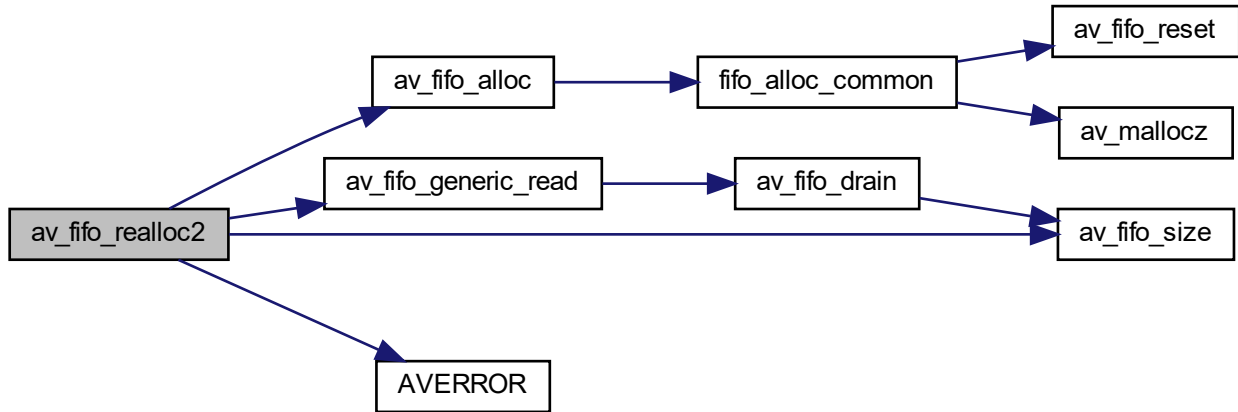 av_fifo_reset
av_fifo_alloc
fifo_alloc_common
av_mallocz
av_fifo_generic_read
av_fifo_drain
av_fifo_realloc2
av_fifo_size
AVERROR